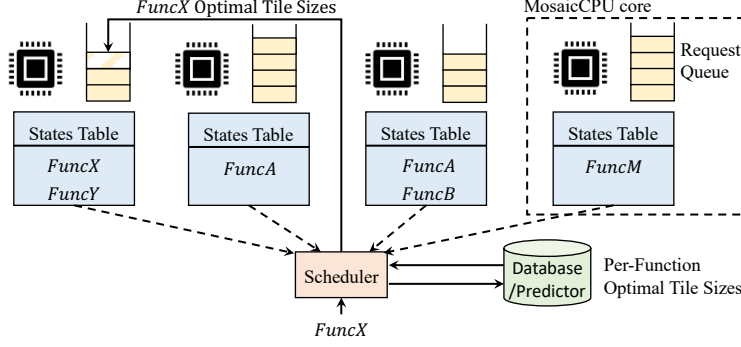 FuncX Optimal Tile Sizes
MosaicCPU core
Request
Queue
States Table
FuncX
FuncY
States Table
FuncA
States Table
FuncA
FuncB
States Table
FuncM
Scheduler
Database
/Predictor
Per-Function
Optimal Tile Sizes
FuncX